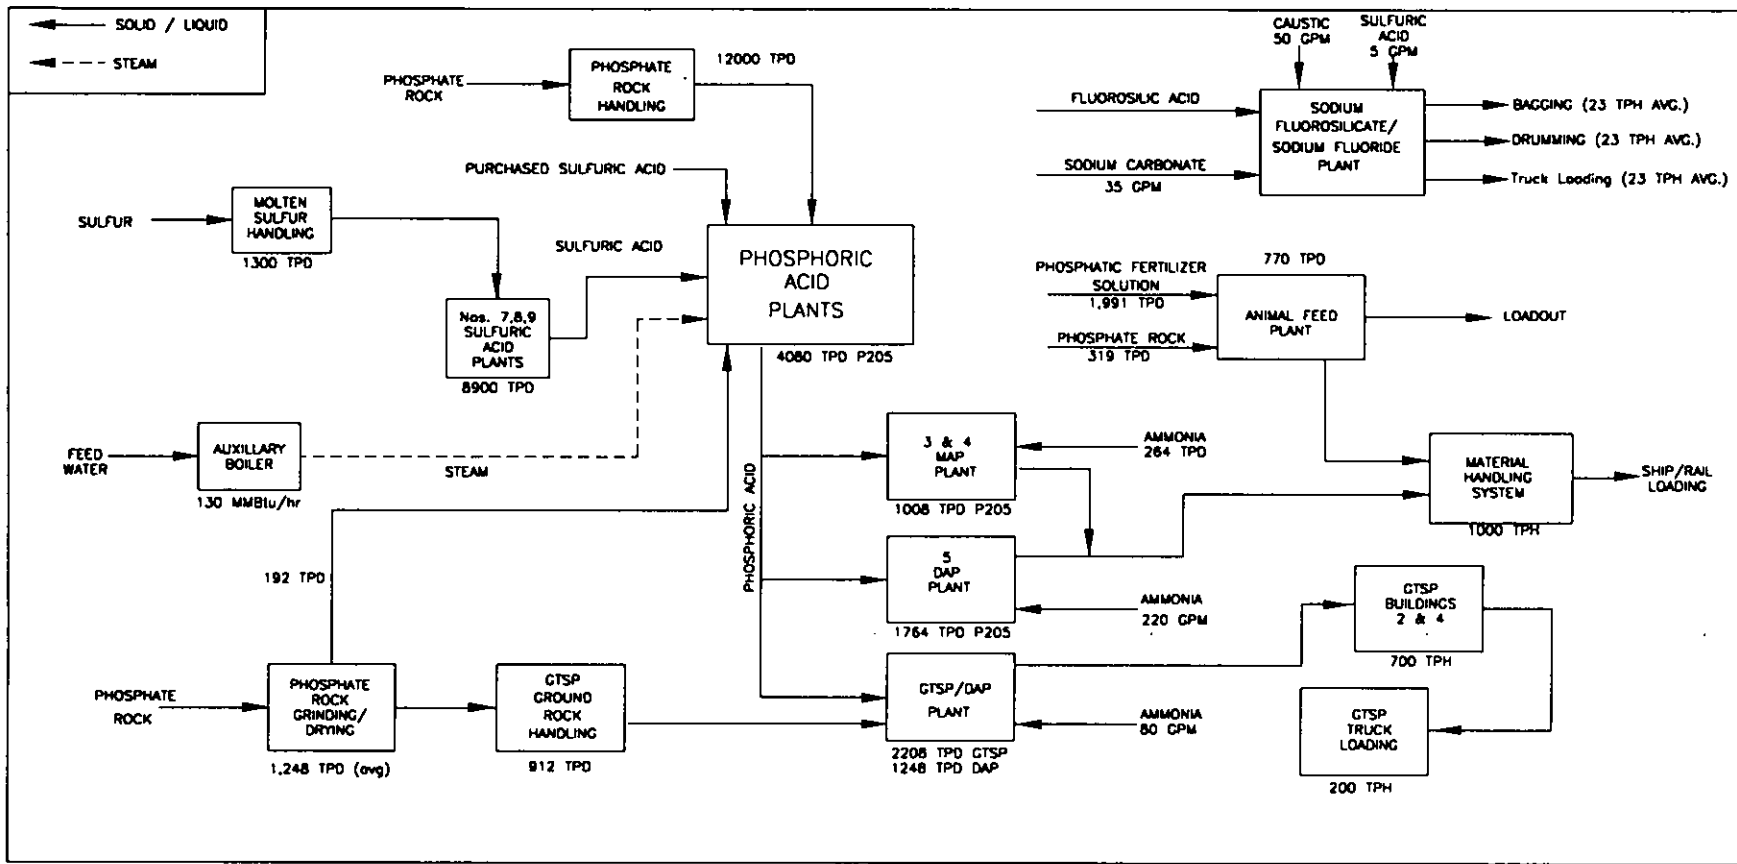 SOLID / LIQUID
STEAM
PHOSPHATE
ROCK
PHOSPHATE
ROCK
HANDLING
12000 TPD
CAUSTIC
50 GPM
SULFURIC
ACID
5 GPM
FLUOROSILIC ACID
SODIUM CARBONATE
35 GPM
SODIUM
FLUOROSILICATE/
SODIUM FLUORIDE
PLANT
BAGGING (23 TPH AVG.)
DRUMMING (23 TPH AVG.)
Truck Loading (23 TPH AVG.)
PURCHASED SULFURIC ACID
SULFUR
MOLTEN
SULFUR
HANDLING
1300 TPD
SULFURIC ACID
Nos. 7,8,9
SULFURIC
ACID
PLANTS
8900 TPD
PHOSPHORIC
ACID
PLANTS
4080 TPD P205
PHOSPHATIC FERTILIZER
SOLUTION
1,991 TPD
PHOSPHATE ROCK
319 TPD
770 TPD
ANIMAL FEED
PLANT
LOADOUT
FEED
WATER
AUXILLARY
BOILER
130 MMBtu/hr
STEAM
PHOSPHORIC ACID
3 & 4
MAP
PLANT
1008 TPD P205
AMMONIA
264 TPD
MATERIAL
HANDLING
SYSTEM
1000 TPH
SHIP/RAIL
LOADING
5
DAP
PLANT
1764 TPD P205
AMMONIA
220 GPM
192 TPD
GTSP
BUILDINGS
2 & 4
700 TPH
PHOSPHATE
ROCK
PHOSPHATE
ROCK
GRINDING/
DRYING
1,248 TPD (avg)
GTSP
GROUND
ROCK
HANDLING
912 TPD
GTSP/DAP
PLANT
2208 TPD GTSP
1248 TPD DAP
AMMONIA
80 GPM
GTSP
TRUCK
LOADING
200 TPH